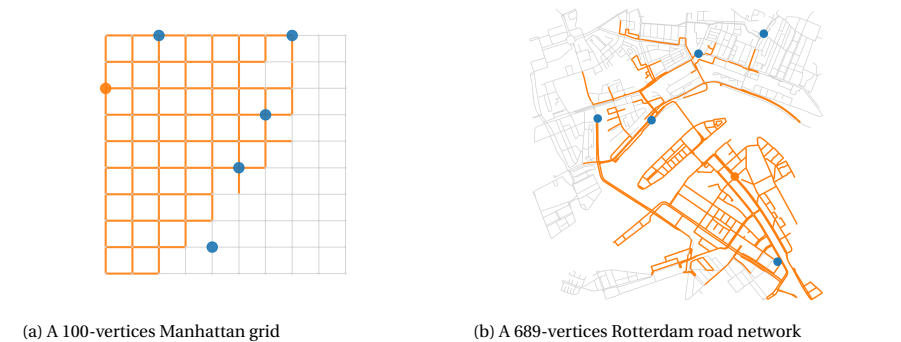 (a) A 100-vertices Manhattan grid
(b) A 689-vertices Rotterdam road network